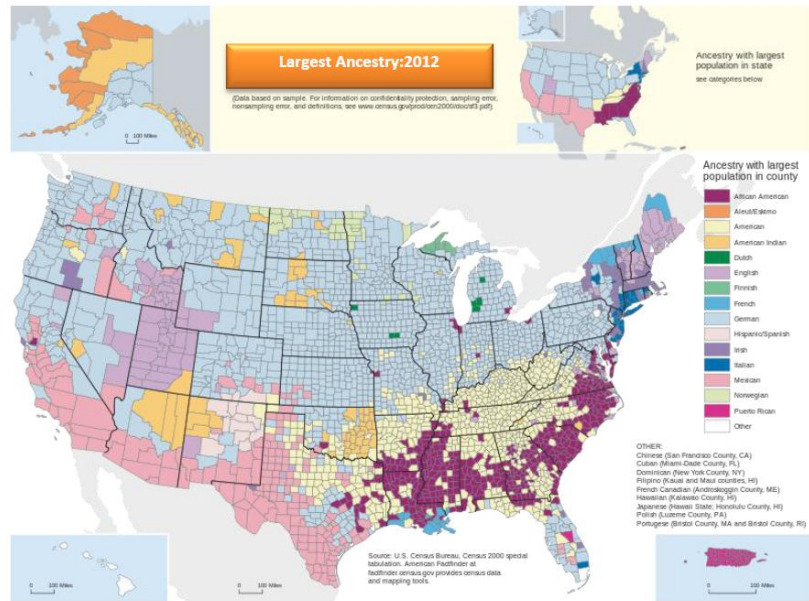 Largest Ancestry:2012
(Data based on sample. For information on confidentiality protection, sampling error,
nonsampling error, and definitions, see www.census.gov/prod/cen2000/doc/sf3.pdf)
0 100 Miles
Ancestry with largest
population in state
see categories below
Ancestry with largest
population in county
African American
Aleut/Eskimo
American
American Indian
Dutch
English
Finnish
French
German
Hispanic/Spanish
Irish
Italian
Mexican
Norwegian
Puerto Rican
Other
OTHER:
Chinese (San Francisco County, CA)
Cuban (Miami-Dade County, FL)
Dominican (New York County, NY)
Filipino (Kauai and Maui counties, HI)
French Canadian (Androskoggin County, ME)
Hawaiian (Kalawao County, HI)
Japanese (Hawaii State; Honolulu County, HI)
Polish (Luzerne County, PA)
Portugese (Bristol County, MA and Bristol County, RI)
Source: U.S. Census Bureau, Census 2000 special
tabulation. American Factfinder at
factfinder.census.gov provides census data
and mapping tools.
0 100 Miles
0 100 Miles
0 100 Miles